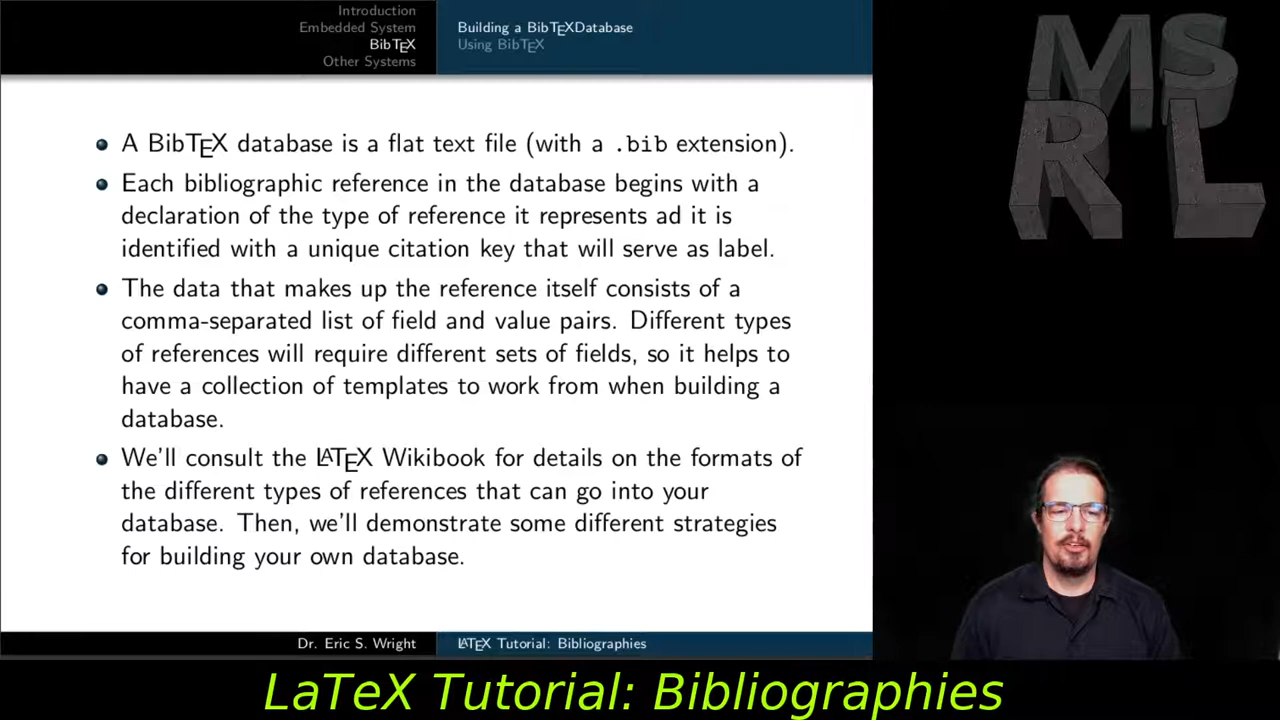 Introduction
Embedded System
BibTEX
Other Systems
Building a BibTEXDatabase
Using BibTEX
MS
RL
A BibTEX database is a flat text file (with a .bib extension).
Each bibliographic reference in the database begins with a
declaration of the type of reference it represents ad it is
identified with a unique citation key that will serve as label.
The data that makes up the reference itself consists of a
comma-separated list of field and value pairs. Different types
of references will require different sets of fields, so it helps to
have a collection of templates to work from when building a
database.
We'll consult the LATEX Wikibook for details on the formats of
the different types of references that can go into your
database. Then, we'll demonstrate some different strategies
for building your own database.
Dr. Eric S. Wright
LATEX Tutorial: Bibliographies
LaTeX Tutorial: Bibliographies